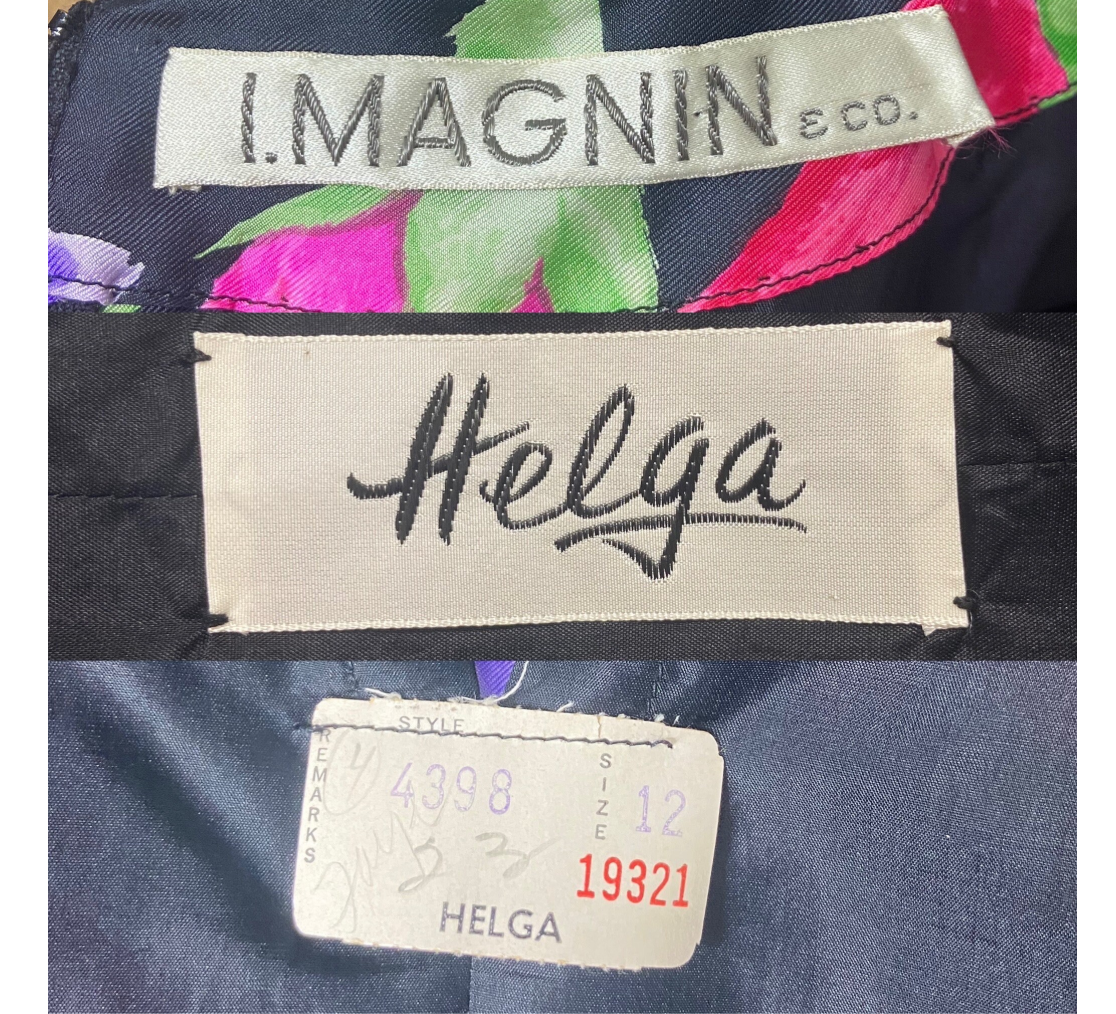 I.MAGNIN & CO.
Helga
STYLE
REMARKS
SIZE
4398
12
19321
HELGA